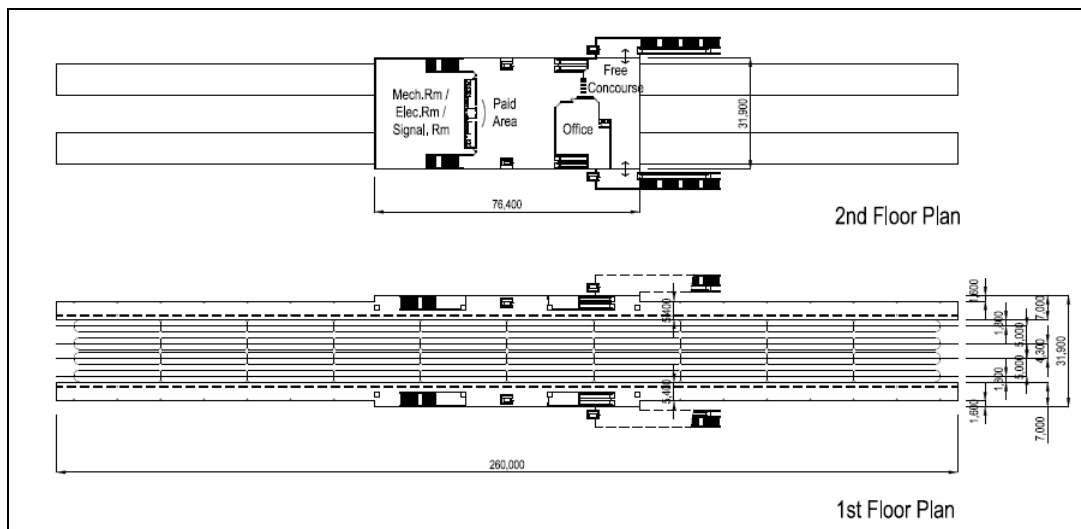 Mech.Rm /
Elec.Rm /
Signal, Rm
Paid
Area
Free
Concourse
Office
31,900
76,400
2nd Floor Plan
5,400
5,400
1,600
7,000
1,800
5,000
4,300
5,000
1,800
31,900
1,600
7,000
260,000
1st Floor Plan